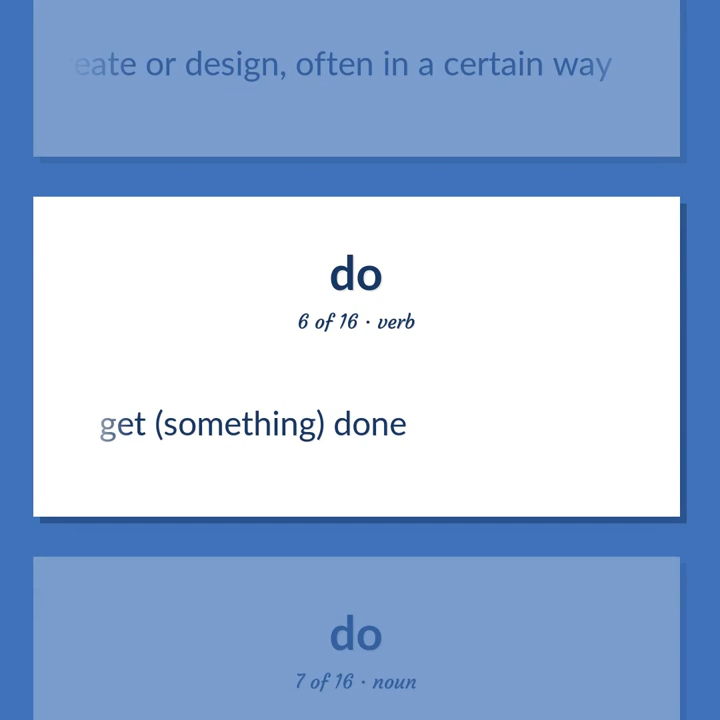 eate or design, often in a certain way
do
6 of 16 · verb
get (something) done
do
7 of 16 · noun